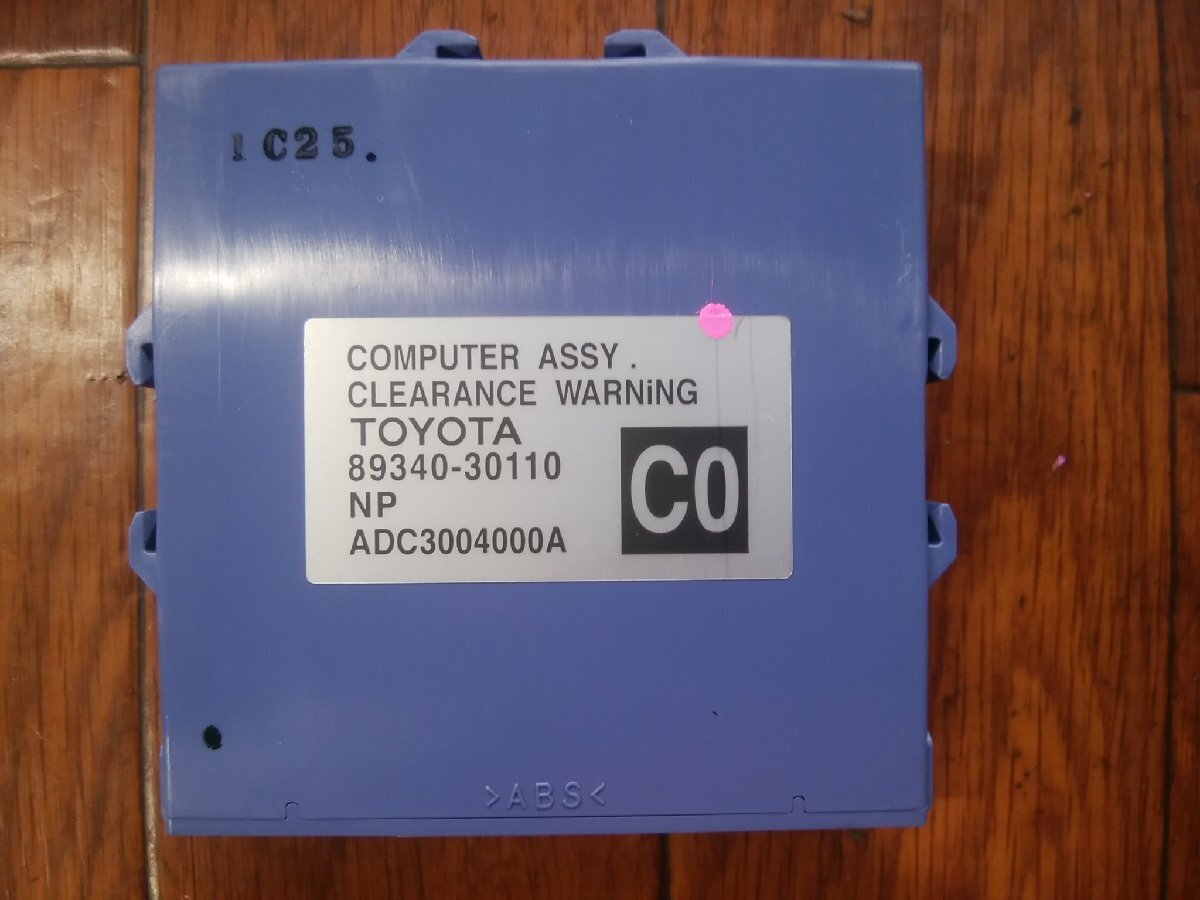 1C25.
COMPUTER ASSY.
CLEARANCE WARNiNG
TOYOTA
89340-30110
NP
ADC3004000A
C0
>ABS<